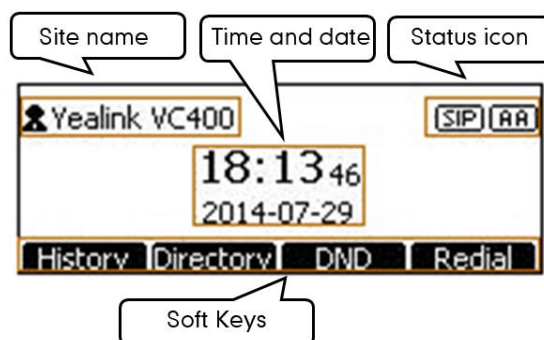 Site name
Time and date
Status icon
Yealink VC400
SIP AA
18:13 46
2014-07-29
History Directory DND Redial
Soft Keys